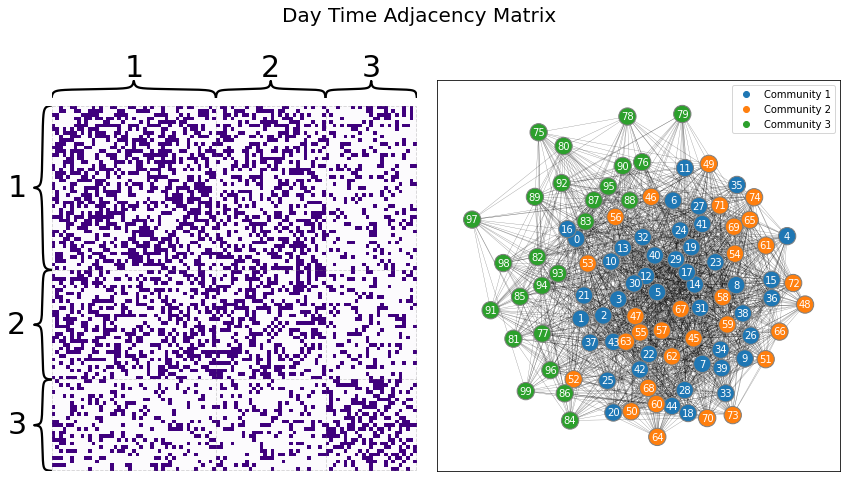 Day Time Adjacency Matrix
1 2 3
1
2
3
Community 1
Community 2
Community 3
78 79
75
80
90 76 11 49
92 95 35
89 87 88 46 6 27 71 74
97 83 56 41 69 65
16 0 32 24 4
13 19 61
82 53 10 40 29 23 54
98 93 12 17
94 30 14 8 15 72
85 21 3 5 58 36
91 67 31 48
1 2 47 38
81 77 55 57 59 66
37 43 63 45 26
22 62 34
96 42 7 39 9 51
52 25
99 86 68 28 33
60
84 20 50 44 18 70 73
64